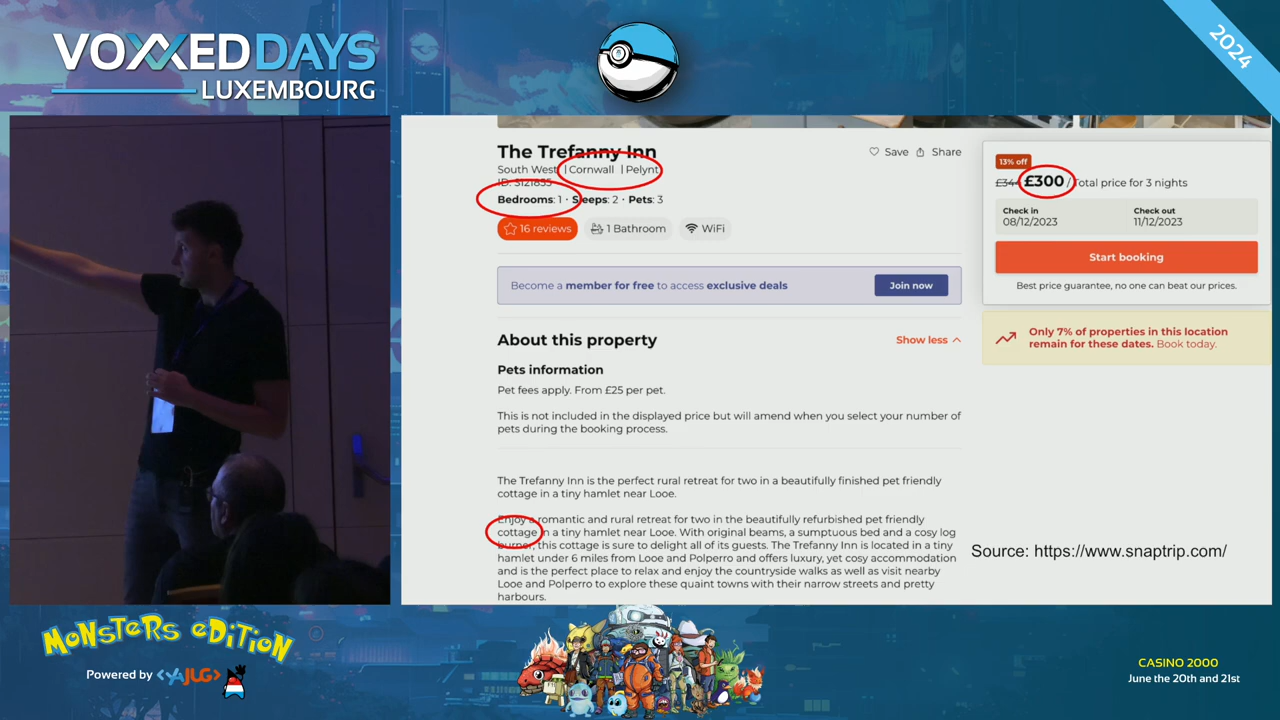 VOXXED DAYS
LUXEMBOURG
2024
The Trefanny Inn
South West | Cornwall | Pelynt
ID: S121855
Bedrooms: 1 · Sleeps: 2 · Pets: 3
16 reviews
1 Bathroom
WiFi
Save
Share
Become a member for free to access exclusive deals
Join now
About this property
Show less
Pets information
Pet fees apply. From £25 per pet.
This is not included in the displayed price but will amend when you select your number of
pets during the booking process.
The Trefanny Inn is the perfect rural retreat for two in a beautifully finished pet friendly
cottage in a tiny hamlet near Looe.
Enjoy a romantic and rural retreat for two in the beautifully refurbished pet friendly
cottage in a tiny hamlet near Looe. With original beams, a sumptuous bed and a cosy log
burner, this cottage is sure to delight all of its guests. The Trefanny Inn is located in a tiny
hamlet under 6 miles from Looe and Polperro and offers luxury, yet cosy accommodation
and is the perfect place to relax and enjoy the countryside walks as well as visit nearby
Looe and Polperro to explore these quaint towns with their narrow streets and pretty
harbours.
13% off
£344 £300 / Total price for 3 nights
Check in
08/12/2023
Check out
11/12/2023
Start booking
Best price guarantee, no one can beat our prices.
Only 7% of properties in this location
remain for these dates. Book today.
Source: https://www.snaptrip.com/
MONSTERS EDITION
Powered by <YAJUG>
CASINO 2000
June the 20th and 21st